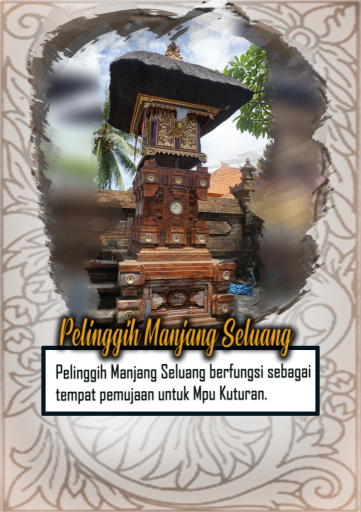 Pelinggih Manjang Seluang
Pelinggih Manjang Seluang berfungsi sebagai
tempat pemujaan untuk Mpu Kuturan.